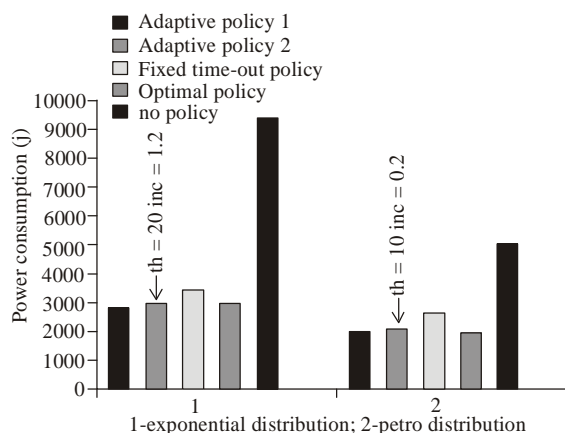 Adaptive policy 1
Adaptive policy 2
Fixed time-out policy
Optimal policy
no policy
Power consumption (j)
10000
9000
8000
7000
6000
5000
4000
3000
2000
1000
0
th = 20 inc = 1.2
th = 10 inc = 0.2
1
2
1-exponential distribution; 2-petro distribution